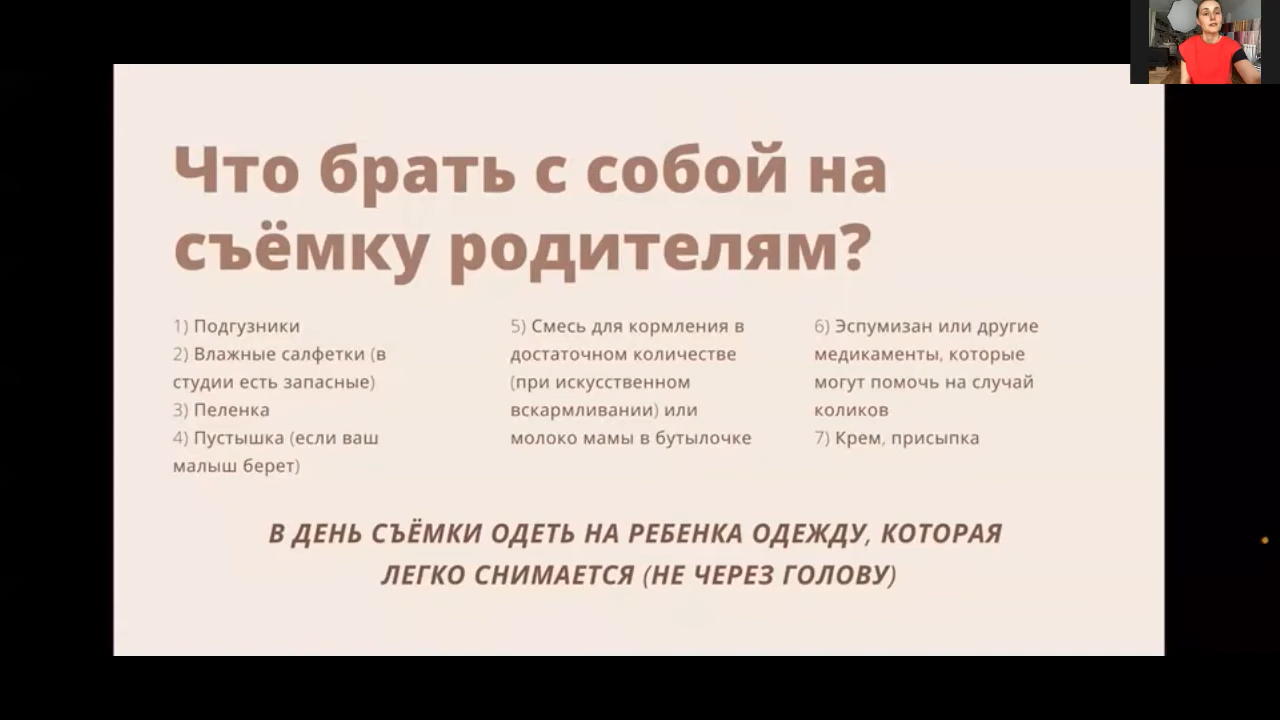 Что брать с собой на
съёмку родителям?
1) Подгузники
2) Влажные салфетки (в
студии есть запасные)
3) Пеленка
4) Пустышка (если ваш
малыш берет)
5) Смесь для кормления в
достаточном количестве
(при искусственном
вскармливании) или
молоко мамы в бутылочке
6) Эспумизан или другие
медикаменты, которые
могут помочь на случай
коликов
7) Крем, присыпка
В ДЕНЬ СЪЁМКИ ОДЕТЬ НА РЕБЕНКА ОДЕЖДУ, КОТОРАЯ
ЛЕГКО СНИМАЕТСЯ (НЕ ЧЕРЕЗ ГОЛОВУ)